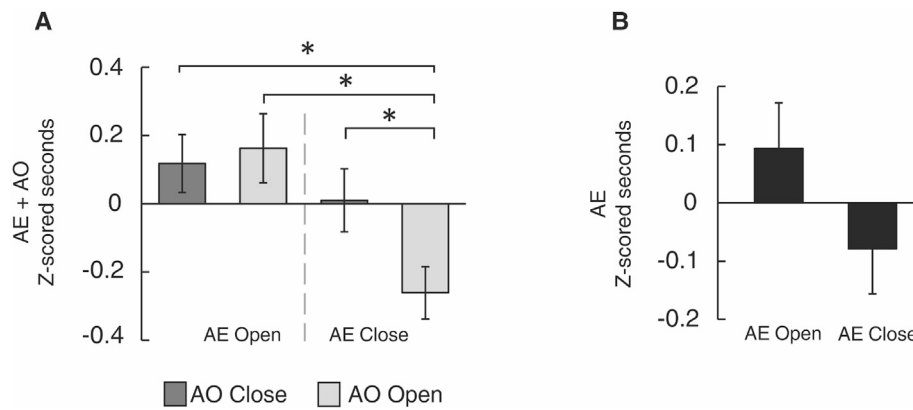 A
AE + AO
Z-scored seconds
0.4
0.2
0
-0.2
-0.4
*
*
*
AE Open
AE Close
AO Close
AO Open
B
AE
Z-scored seconds
0.2
0.1
0
-0.1
-0.2
AE Open
AE Close